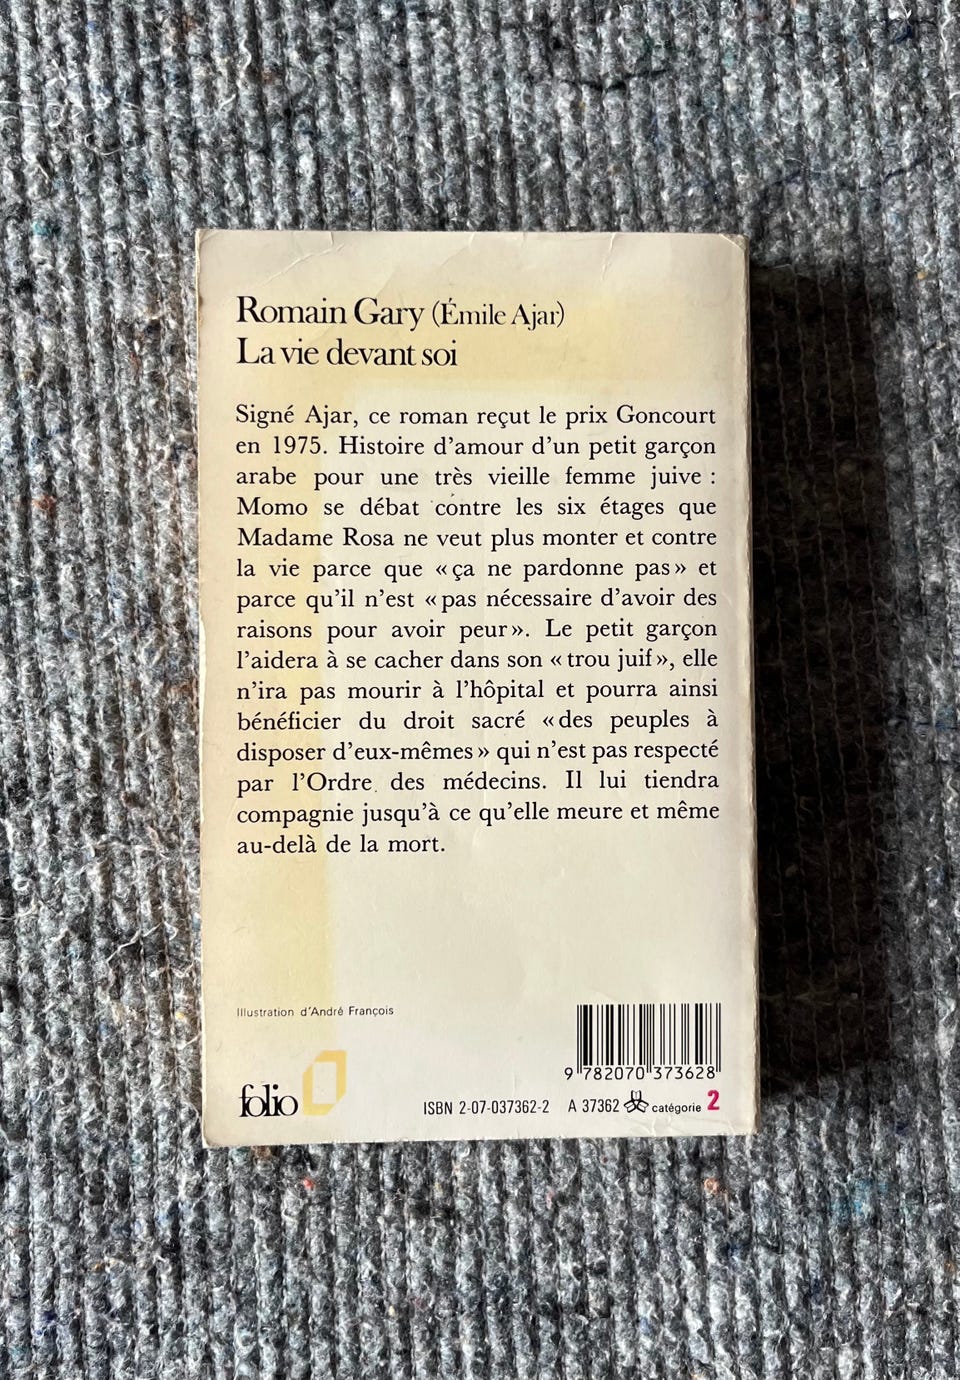 Romain Gary (Émile Ajar)
La vie devant soi
Signé Ajar, ce roman reçut le prix Goncourt
en 1975. Histoire d'amour d'un petit garçon
arabe pour une très vieille femme juive :
Momo se débat contre les six étages que
Madame Rosa ne veut plus monter et contre
la vie parce que « ça ne pardonne pas » et
parce qu'il n'est « pas nécessaire d'avoir des
raisons pour avoir peur ». Le petit garçon
l'aidera à se cacher dans son « trou juif », elle
n'ira pas mourir à l'hôpital et pourra ainsi
bénéficier du droit sacré « des peuples à
disposer d'eux-mêmes » qui n'est pas respecté
par l'Ordre des médecins. Il lui tiendra
compagnie jusqu'à ce qu'elle meure et même
au-delà de la mort.
Illustration d'André François
9 782070 373628
folio
ISBN 2-07-037362-2 A 37362 catégorie 2